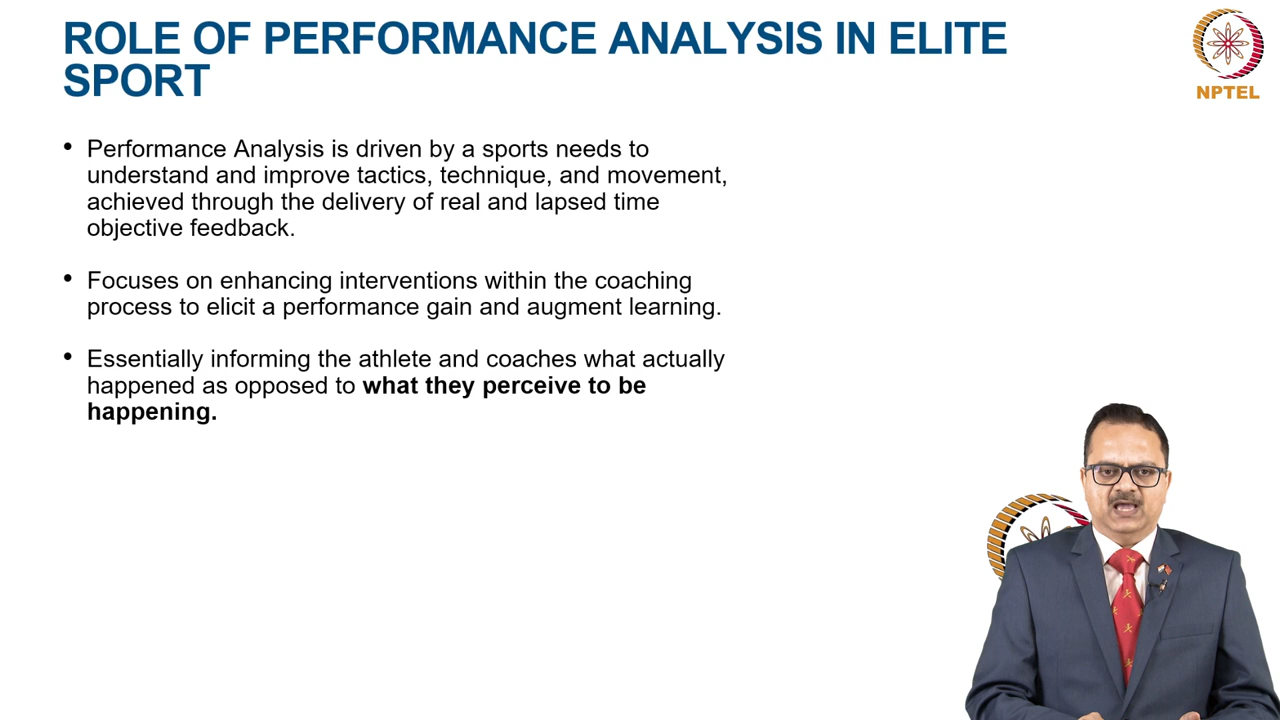 ROLE OF PERFORMANCE ANALYSIS IN ELITE
SPORT
NPTEL
• Performance Analysis is driven by a sports needs to
understand and improve tactics, technique, and movement,
achieved through the delivery of real and lapsed time
objective feedback.
• Focuses on enhancing interventions within the coaching
process to elicit a performance gain and augment learning.
• Essentially informing the athlete and coaches what actually
happened as opposed to what they perceive to be
happening.